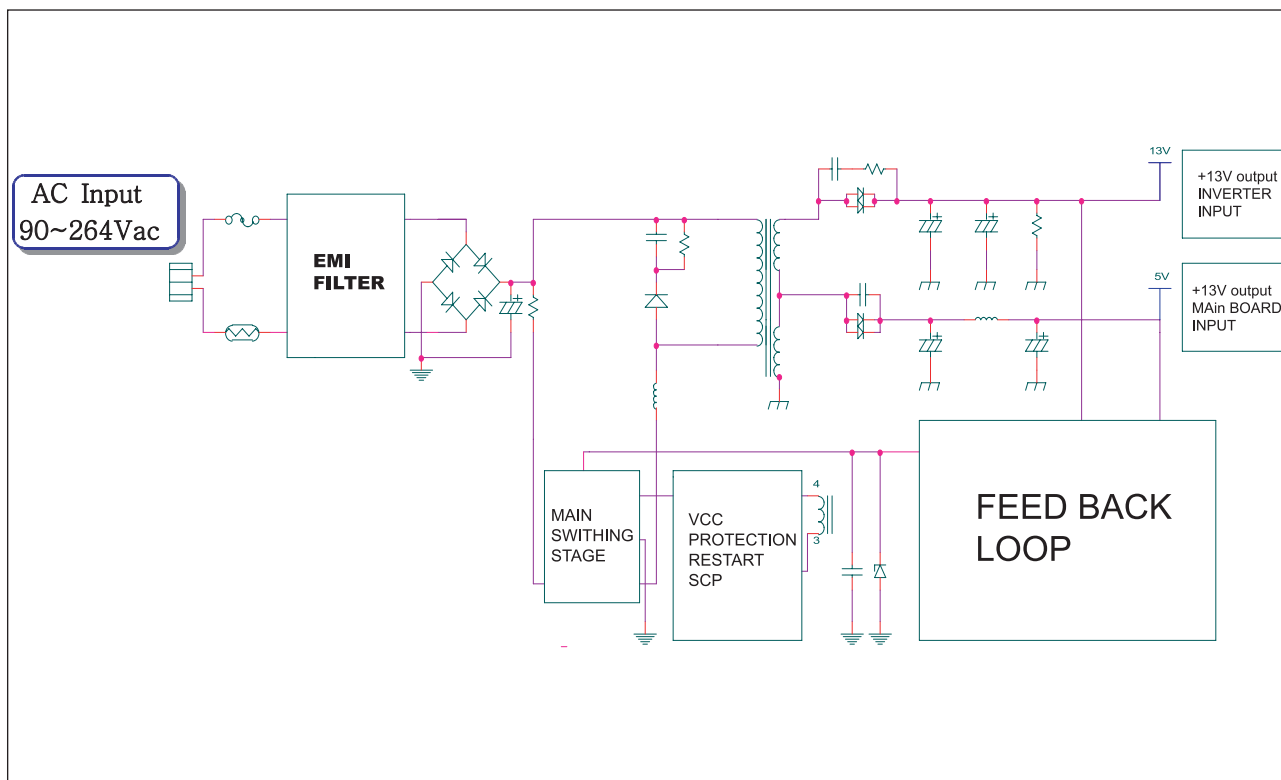 AC Input
90~264Vac
EMI
FILTER
13V
+13V output
INVERTER
INPUT
5V
+13V output
MAin BOARD
INPUT
MAIN
SWITHING
STAGE
VCC
PROTECTION
RESTART
SCP
4
3
FEED BACK
LOOP